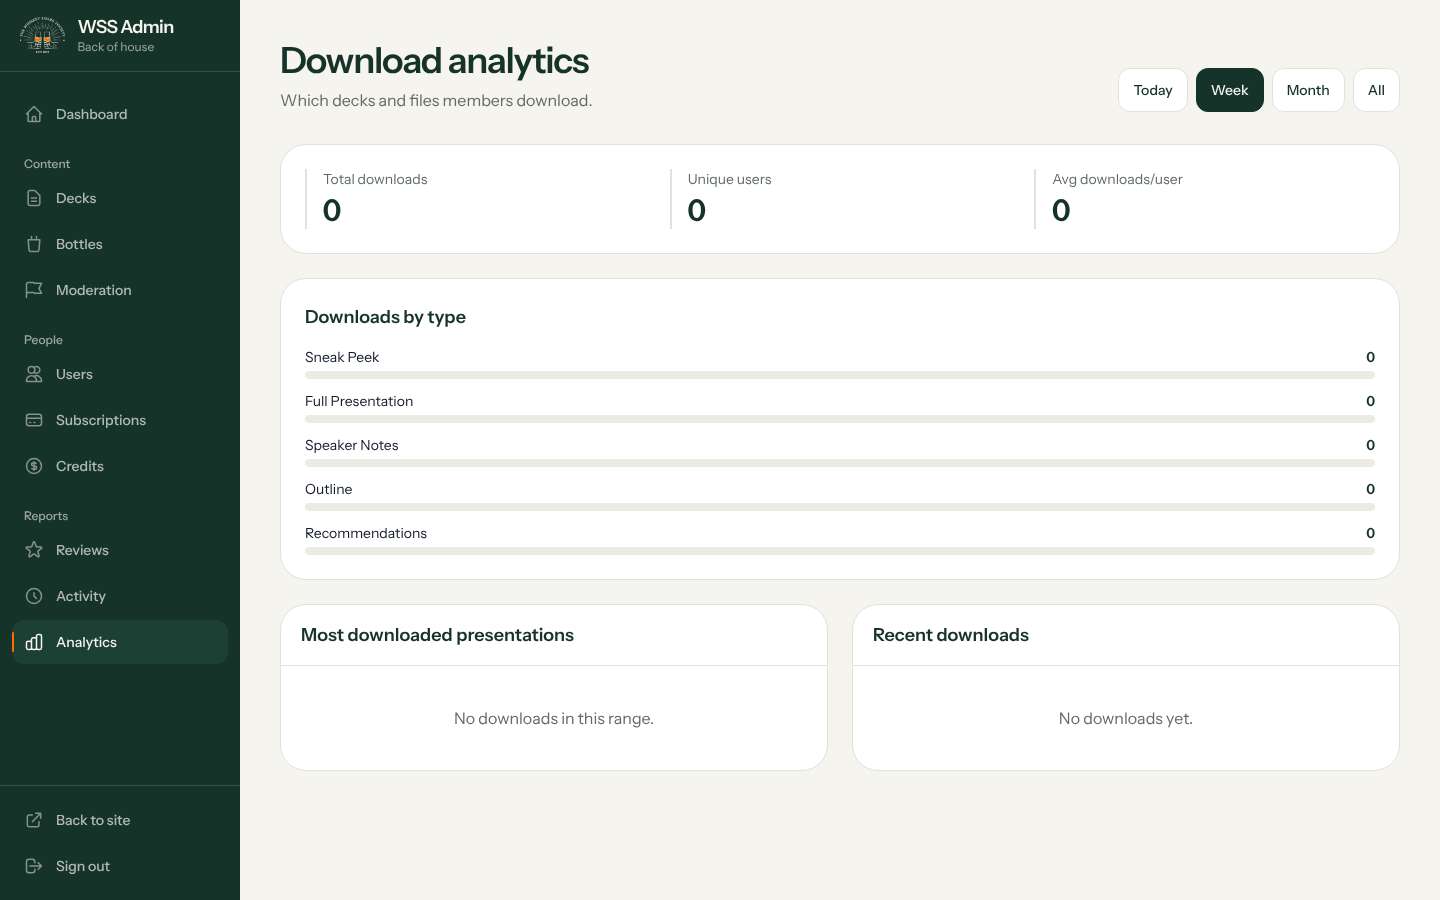 WSS Admin
Back of house
Dashboard
Content
Decks
Bottles
Moderation
People
Users
Subscriptions
Credits
Reports
Reviews
Activity
Analytics
Back to site
Sign out
Download analytics
Which decks and files members download.
Today
Week
Month
All
Total downloads
0
Unique users
0
Avg downloads/user
0
Downloads by type
Sneak Peek 0
Full Presentation 0
Speaker Notes 0
Outline 0
Recommendations 0
Most downloaded presentations
No downloads in this range.
Recent downloads
No downloads yet.